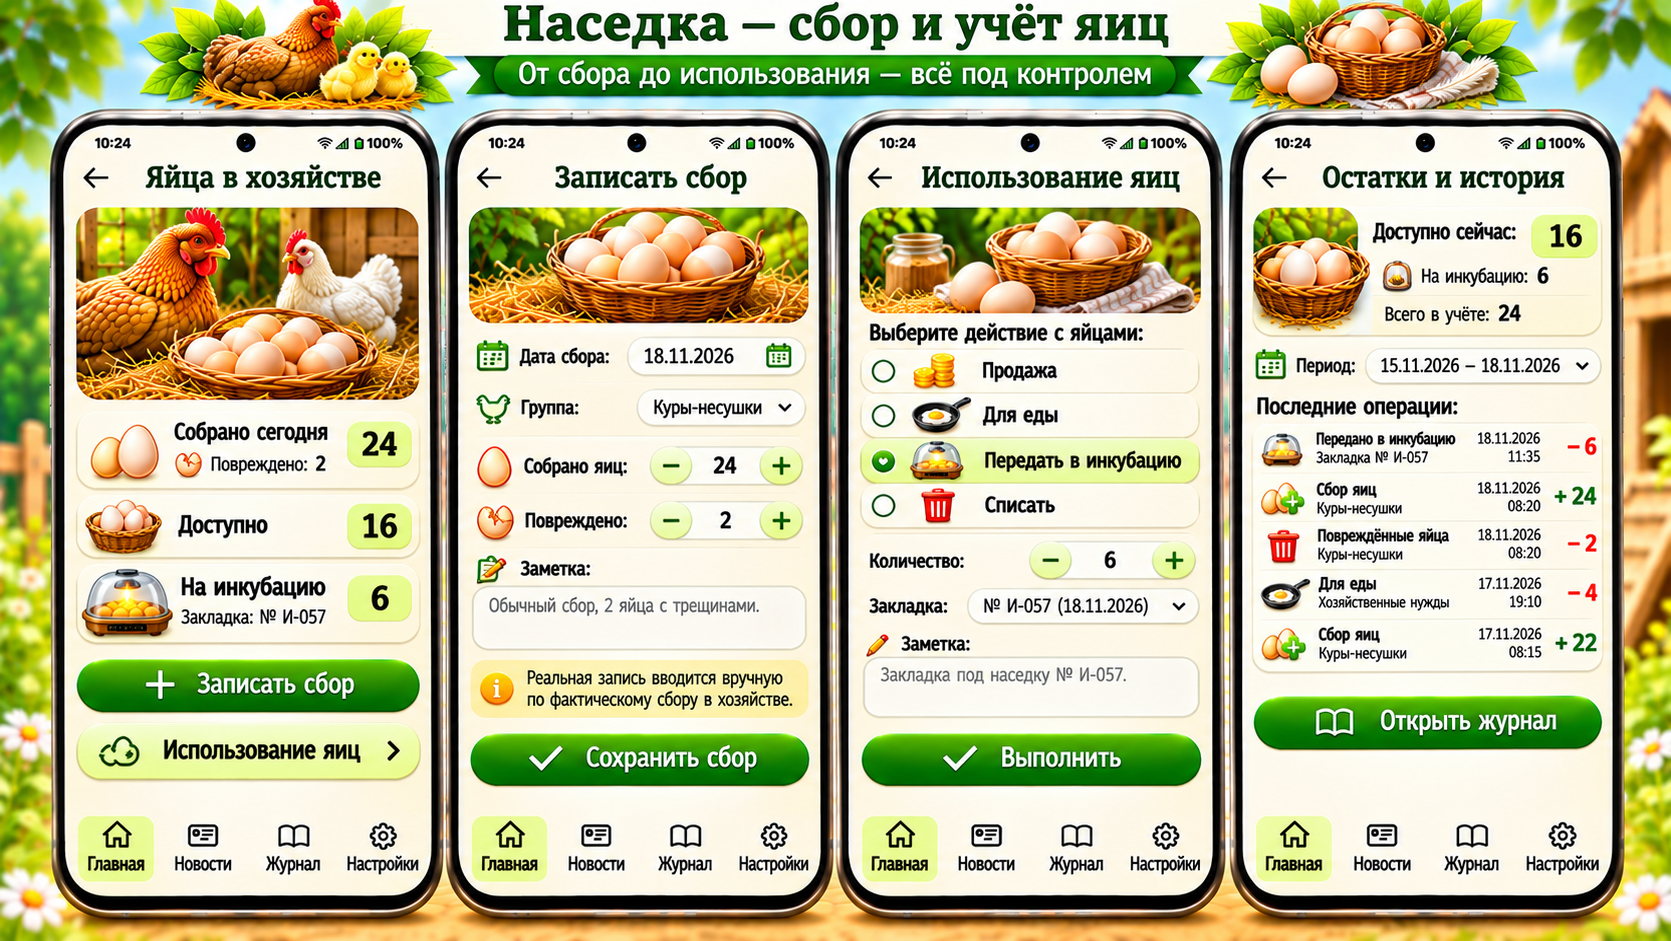 Наседка — сбор и учёт яиц
От сбора до использования — всё под контролем
10:24
100%
Яйца в хозяйстве
Собрано сегодня
Повреждено: 2
24
Доступно
16
На инкубацию
Закладка: № И-057
6
Записать сбор
Использование яиц
Главная
Новости
Журнал
Настройки
10:24
100%
Записать сбор
Дата сбора:
18.11.2026
Группа:
Куры-несушки
Собрано яиц:
− 24 +
Повреждено:
− 2 +
Заметка:
Обычный сбор, 2 яйца с трещинами.
Реальная запись вводится вручную
по фактическому сбору в хозяйстве.
Сохранить сбор
Главная
Новости
Журнал
Настройки
10:24
100%
Использование яиц
Выберите действие с яйцами:
Продажа
Для еды
Передать в инкубацию
Списать
Количество:
− 6 +
Закладка:
№ И-057 (18.11.2026)
Заметка:
Закладка под наседку № И-057.
Выполнить
Главная
Новости
Журнал
Настройки
10:24
100%
Остатки и история
Доступно сейчас: 16
На инкубацию: 6
Всего в учёте: 24
Период:
15.11.2026 – 18.11.2026
Последние операции:
Передано в инкубацию
Закладка № И-057
18.11.2026
11:35
− 6
Сбор яиц
Куры-несушки
18.11.2026
08:20
+ 24
Повреждённые яйца
Куры-несушки
18.11.2026
08:20
− 2
Для еды
Хозяйственные нужды
17.11.2026
19:10
− 4
Сбор яиц
Куры-несушки
17.11.2026
08:15
+ 22
Открыть журнал
Главная
Новости
Журнал
Настройки